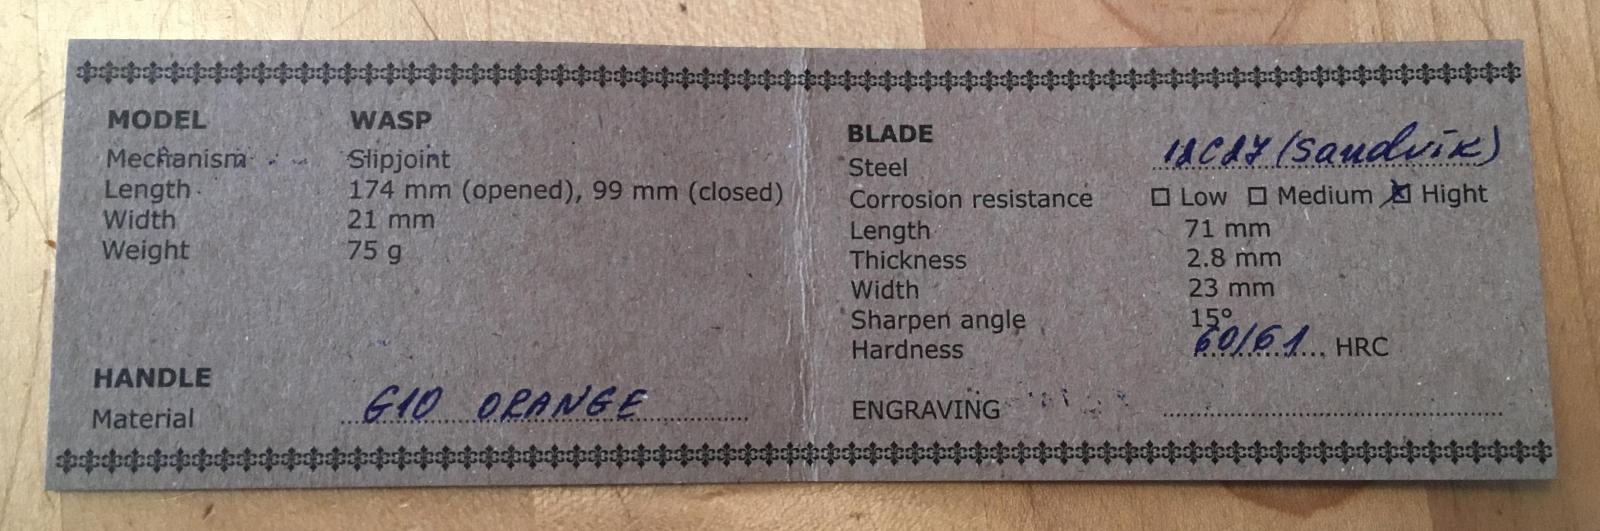 MODEL WASP
Mechanism Slipjoint
Length 174 mm (opened), 99 mm (closed)
Width 21 mm
Weight 75 g
HANDLE
Material G10 ORANGE
BLADE
Steel 12C27 (Sandvik)
Corrosion resistance ☐ Low ☐ Medium ☒ Hight
Length 71 mm
Thickness 2.8 mm
Width 23 mm
Sharpen angle 15°
Hardness 60/61 HRC
ENGRAVING